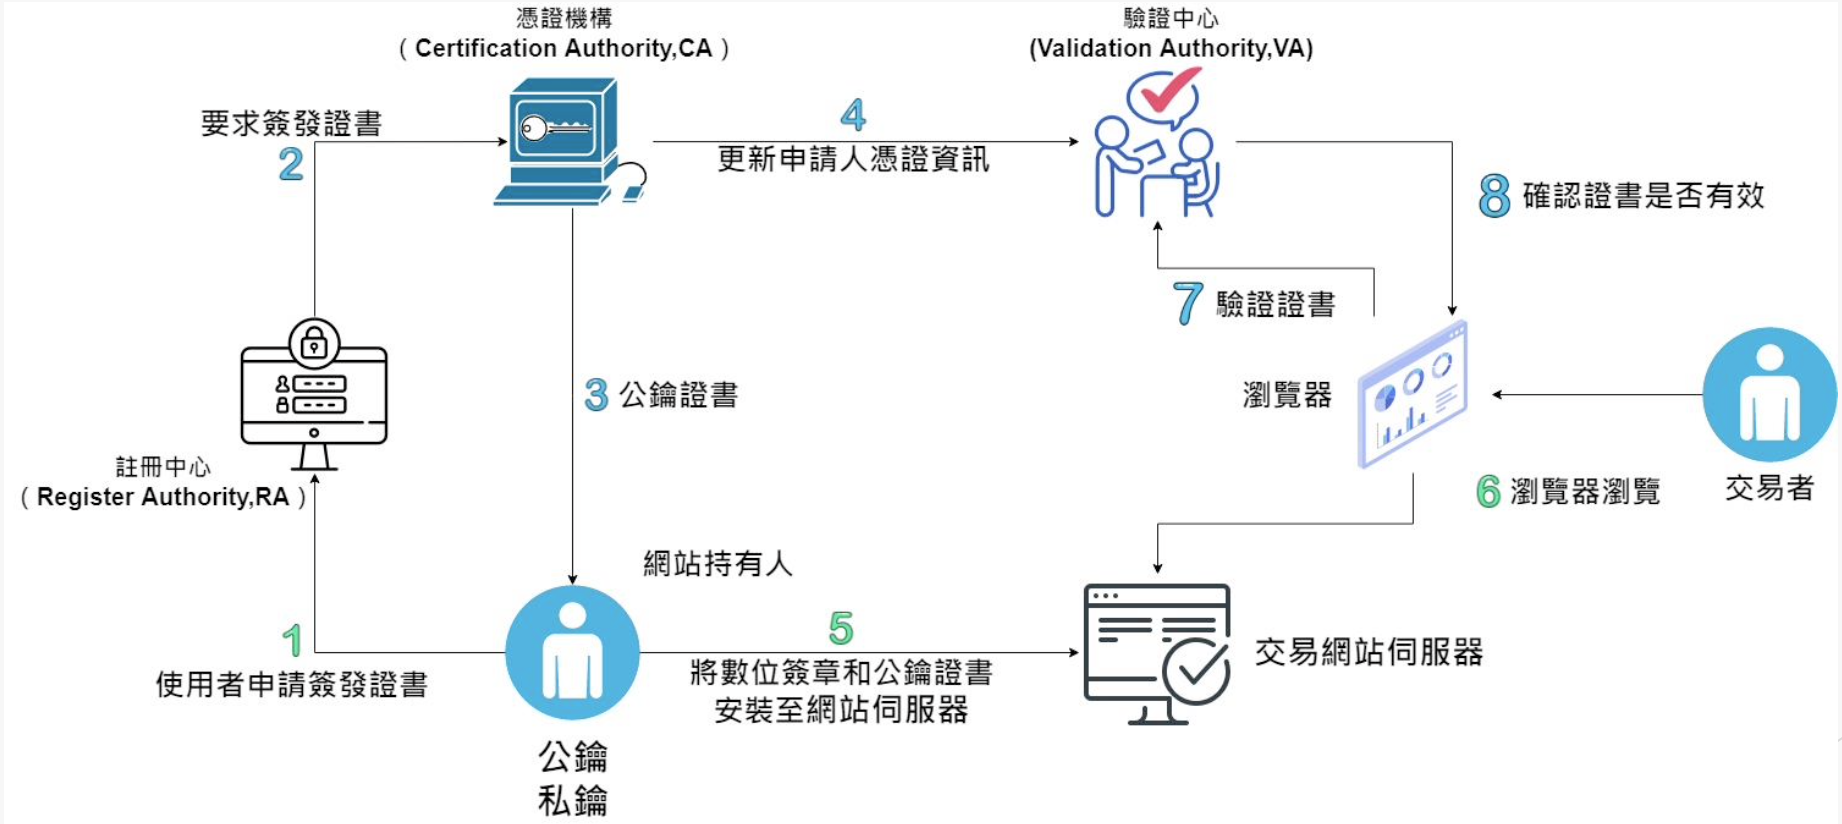 憑證機構
( Certification Authority,CA )
驗證中心
(Validation Authority,VA)
要求簽發證書
2
4
更新申請人憑證資訊
8 確認證書是否有效
7 驗證證書
3 公鑰證書
瀏覽器
註冊中心
( Register Authority,RA )
6 瀏覽器瀏覽
交易者
網站持有人
1
使用者申請簽發證書
5
將數位簽章和公鑰證書
安裝至網站伺服器
交易網站伺服器
公鑰
私鑰